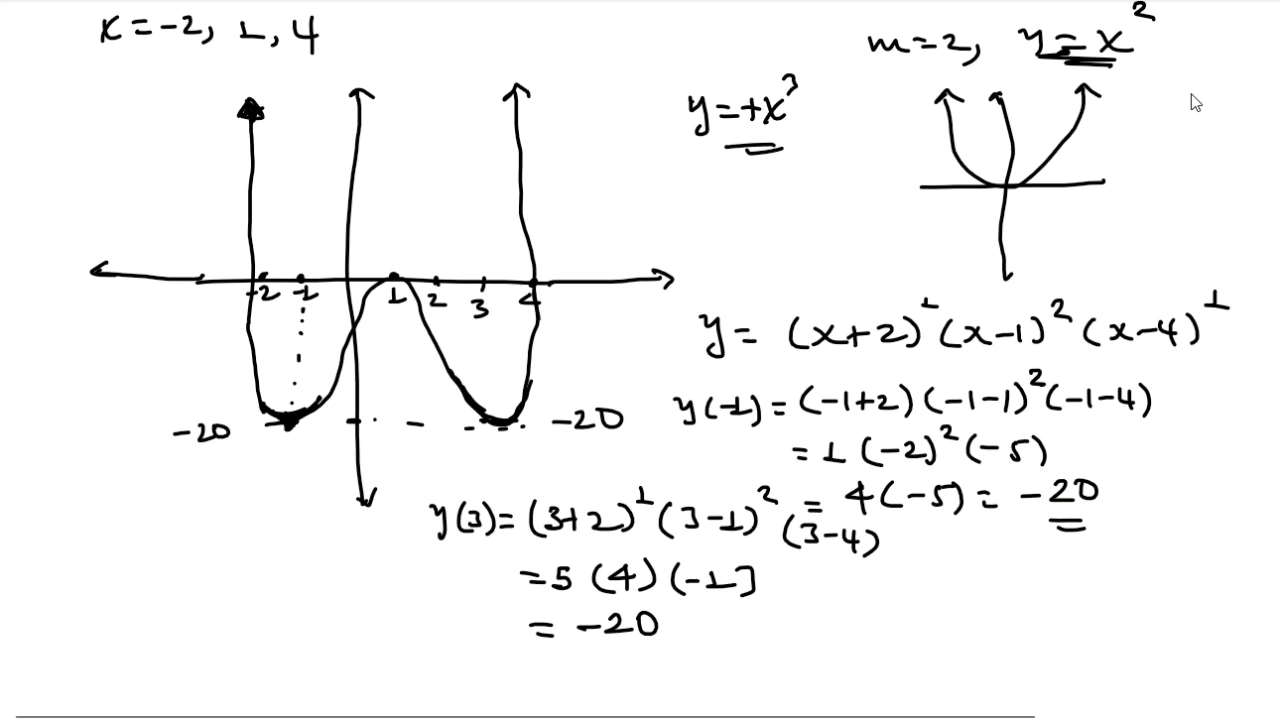 x = -2, 1, 4
m=2, y = x²
y = +x³
-2 -1 1 2 3 4
y = (x+2)¹(x-1)²(x-4)¹
y(-1) = (-1+2)(-1-1)²(-1-4)
= 1(-2)²(-5)
= 4(-5) = -20
-20 -20
y(3) = (3+2)¹(3-1)²(3-4)
= 5(4)(-1]
= -20